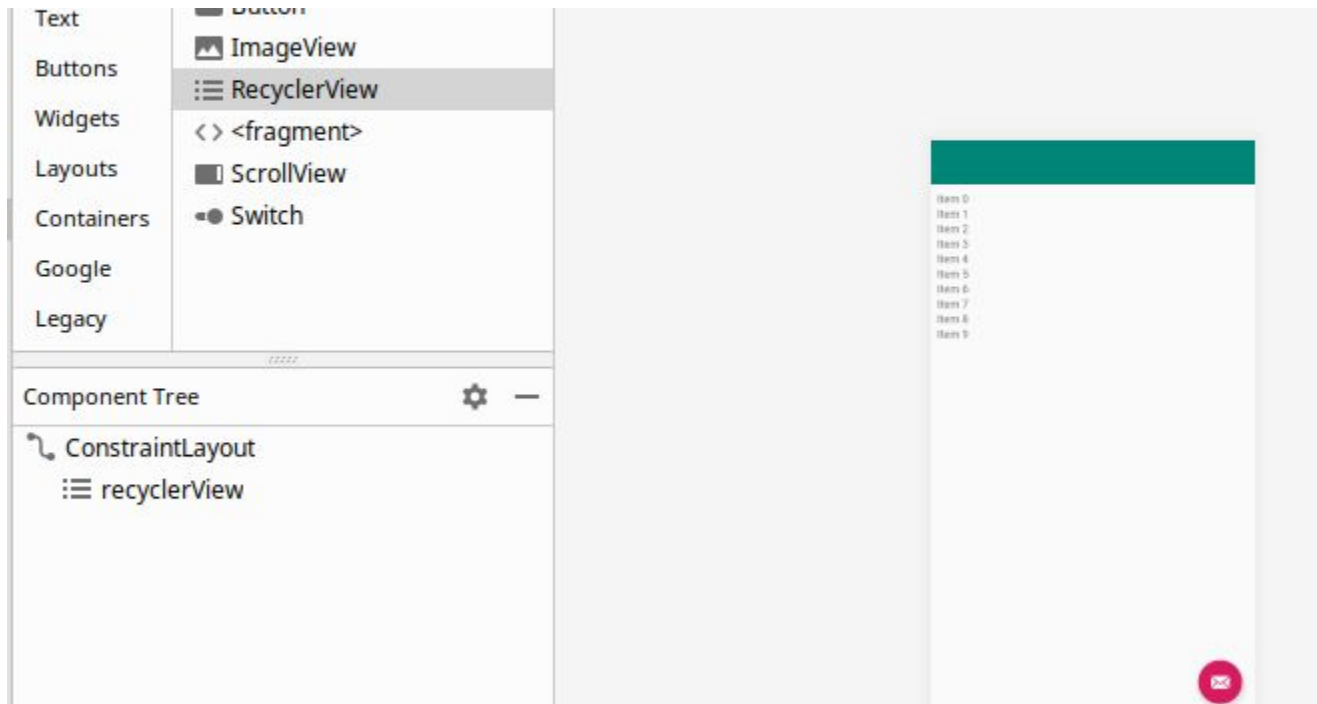 Text
Buttons
Widgets
Layouts
Containers
Google
Legacy
Button
ImageView
RecyclerView
<fragment>
ScrollView
Switch
Component Tree
ConstraintLayout
recyclerView
Item 0
Item 1
Item 2
Item 3
Item 4
Item 5
Item 6
Item 7
Item 8
Item 9